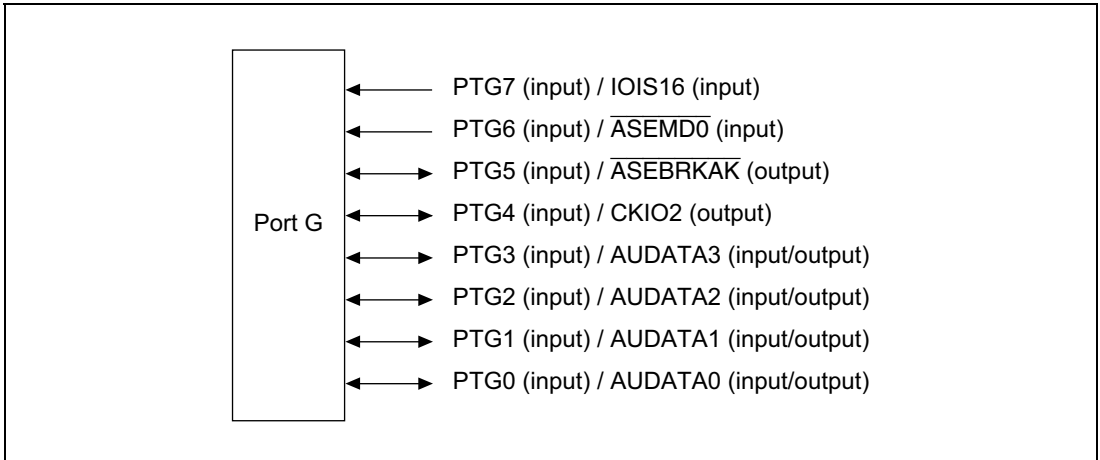 Port G
PTG7 (input) / IOIS16 (input)
PTG6 (input) / ASEMD0 (input)
PTG5 (input) / ASEBRKAK (output)
PTG4 (input) / CKIO2 (output)
PTG3 (input) / AUDATA3 (input/output)
PTG2 (input) / AUDATA2 (input/output)
PTG1 (input) / AUDATA1 (input/output)
PTG0 (input) / AUDATA0 (input/output)